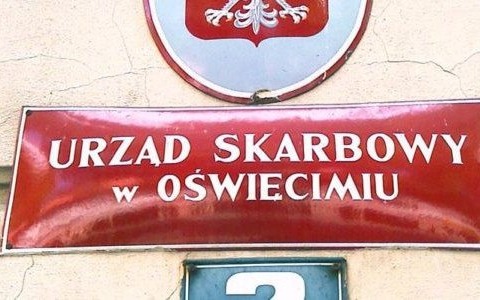 URZĄD SKARBOWY
w OŚWIĘCIMIU